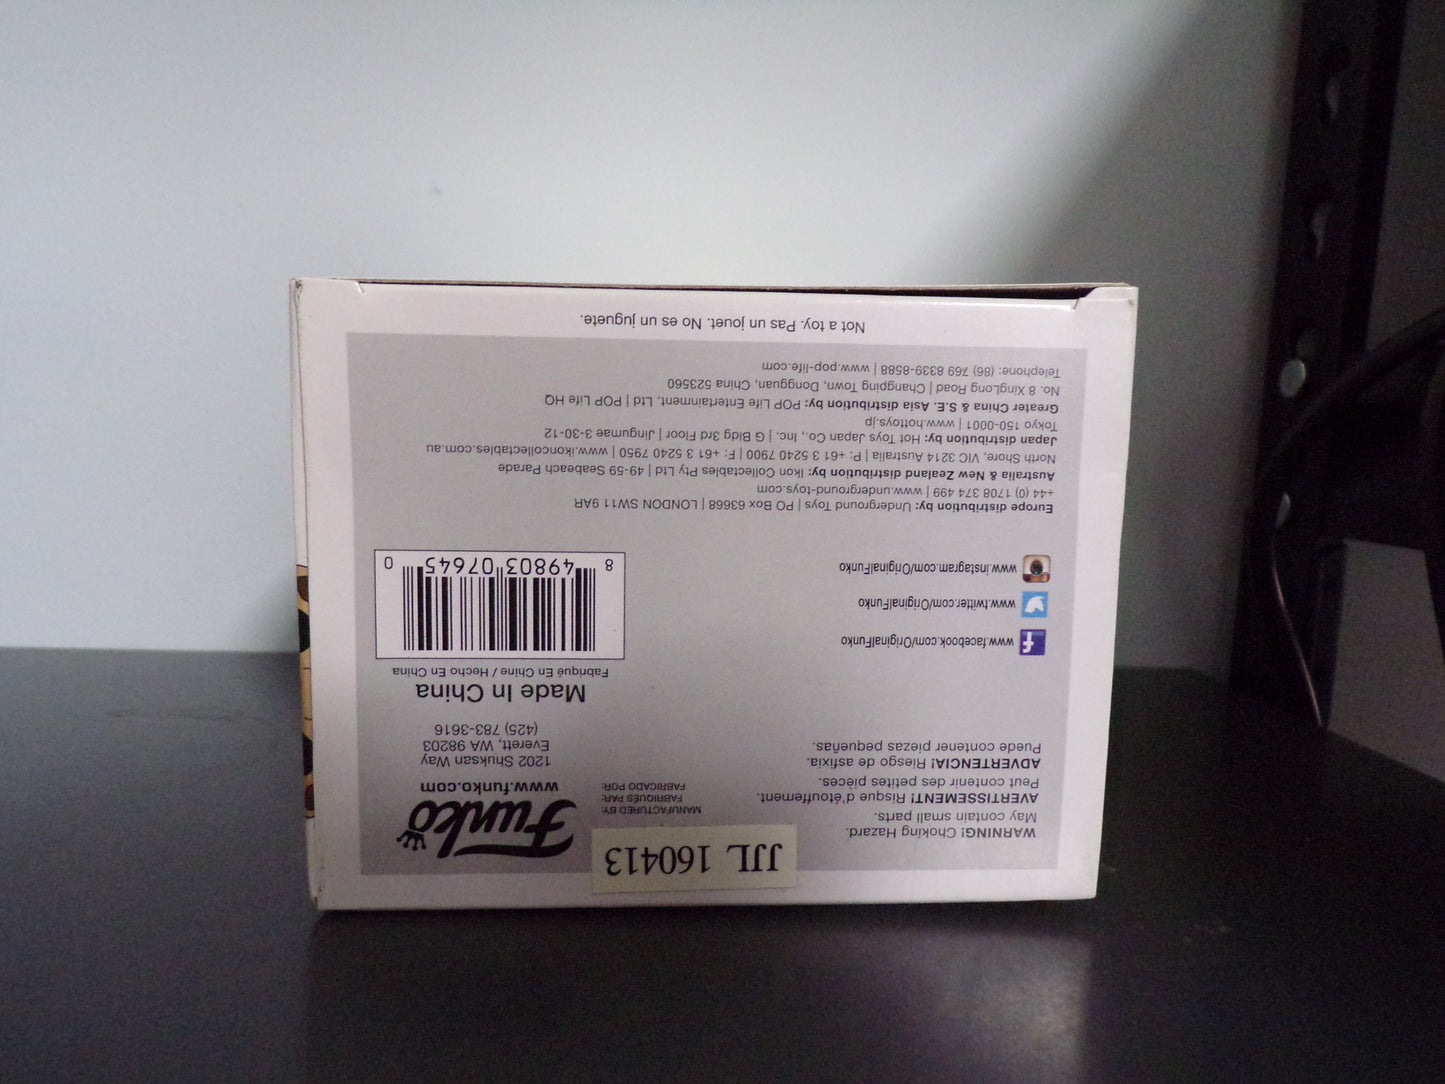 JJL 160413
WARNING! Choking Hazard.
May contain small parts.
AVERTISSEMENT! Risque d'étouffement.
Peut contenir des petites pièces.
ADVERTENCIA! Riesgo de asfixia.
Puede contener piezas pequeñas.
MANUFACTURED BY:
FABRIQUÉS PAR:
FABRICADO POR:
Funko
www.funko.com
1202 Shuksan Way
Everett, WA 98203
(425) 783-3616
Made In China
Fabriqué En Chine / Hecho En China
8 49803 07645 0
www.facebook.com/OriginalFunko
www.twitter.com/OriginalFunko
www.instagram.com/OriginalFunko
Europe distribution by: Underground Toys | PO Box 63668 | LONDON SW11 9AR
+44 (0) 1708 374 499 | www.underground-toys.com
Australia & New Zealand distribution by: Ikon Collectables Pty Ltd | 49-59 Seabeach Parade
North Shore, VIC 3214 Australia | P: +61 3 5240 7900 | F: +61 3 5240 7950 | www.ikoncollectables.com.au
Japan distribution by: Hot Toys Japan Co., Inc. | G Bldg 3rd Floor | Jingumae 3-30-12
Tokyo 150-0001 | www.hottoys.jp
Greater China & S.E. Asia distribution by: POP Life Entertainment, Ltd | POP Life HQ
No. 8 XingLong Road | Changping Town, Dongguan, China 523560
Telephone: (86) 769 8339-8588 | www.pop-life.com
Not a toy. Pas un jouet. No es un juguete.